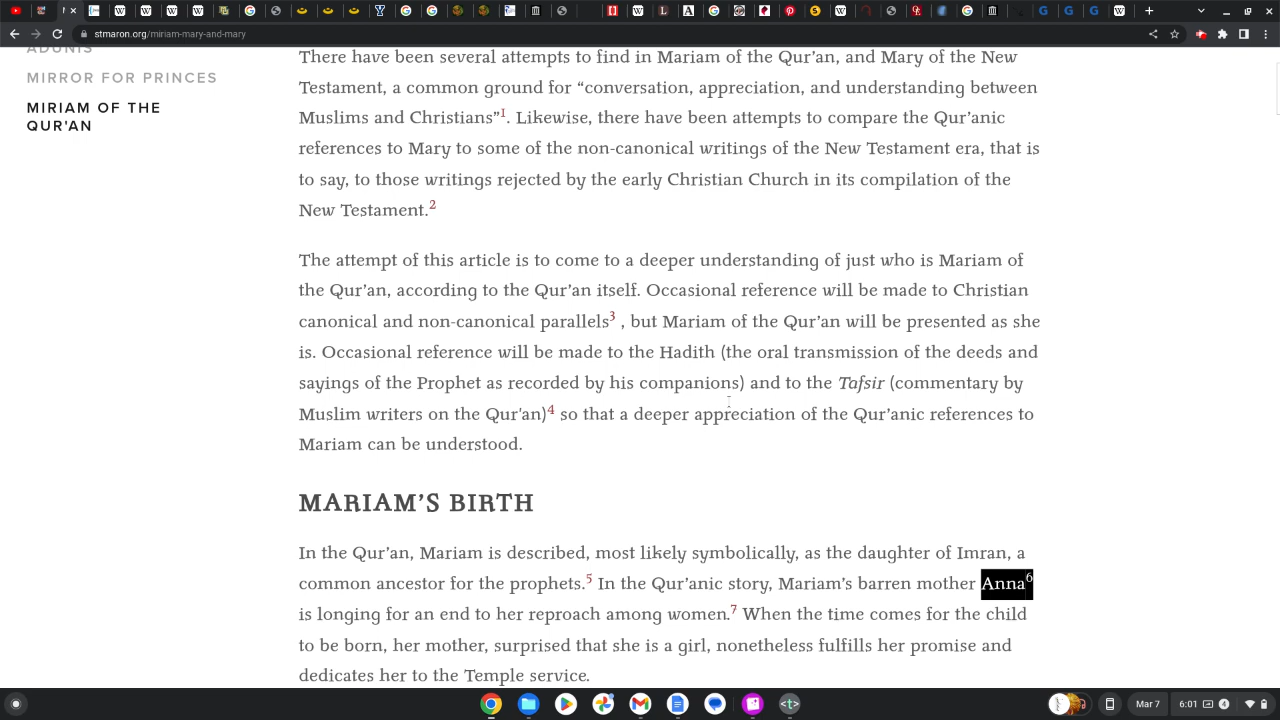 stmaron.org/miriam-mary-and-mary
ADONIS
MIRROR FOR PRINCES
MIRIAM OF THE
QUR'AN
There have been several attempts to find in Mariam of the Qur’an, and Mary of the New
Testament, a common ground for “conversation, appreciation, and understanding between
Muslims and Christians”1. Likewise, there have been attempts to compare the Qur’anic
references to Mary to some of the non-canonical writings of the New Testament era, that is
to say, to those writings rejected by the early Christian Church in its compilation of the
New Testament.2
The attempt of this article is to come to a deeper understanding of just who is Mariam of
the Qur’an, according to the Qur’an itself. Occasional reference will be made to Christian
canonical and non-canonical parallels3 , but Mariam of the Qur’an will be presented as she
is. Occasional reference will be made to the Hadith (the oral transmission of the deeds and
sayings of the Prophet as recorded by his companions) and to the Tafsir (commentary by
Muslim writers on the Qur'an)4 so that a deeper appreciation of the Qur’anic references to
Mariam can be understood.
MARIAM’S BIRTH
In the Qur’an, Mariam is described, most likely symbolically, as the daughter of Imran, a
common ancestor for the prophets.5 In the Qur’anic story, Mariam’s barren mother Anna6
is longing for an end to her reproach among women.7 When the time comes for the child
to be born, her mother, surprised that she is a girl, nonetheless fulfills her promise and
dedicates her to the Temple service.
Mar 7
6:01